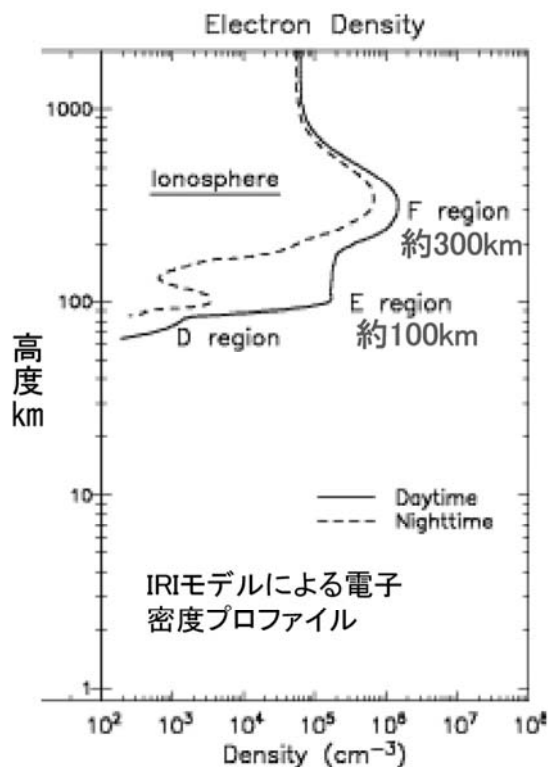 Electron Density
1000
Ionosphere
F region
約300km
100
E region
約100km
D region
高度
km
10
Daytime
Nighttime
IRIモデルによる電子
密度プロファイル
1
10² 10³ 10⁴ 10⁵ 10⁶ 10⁷ 10⁸
Density (cm⁻³)